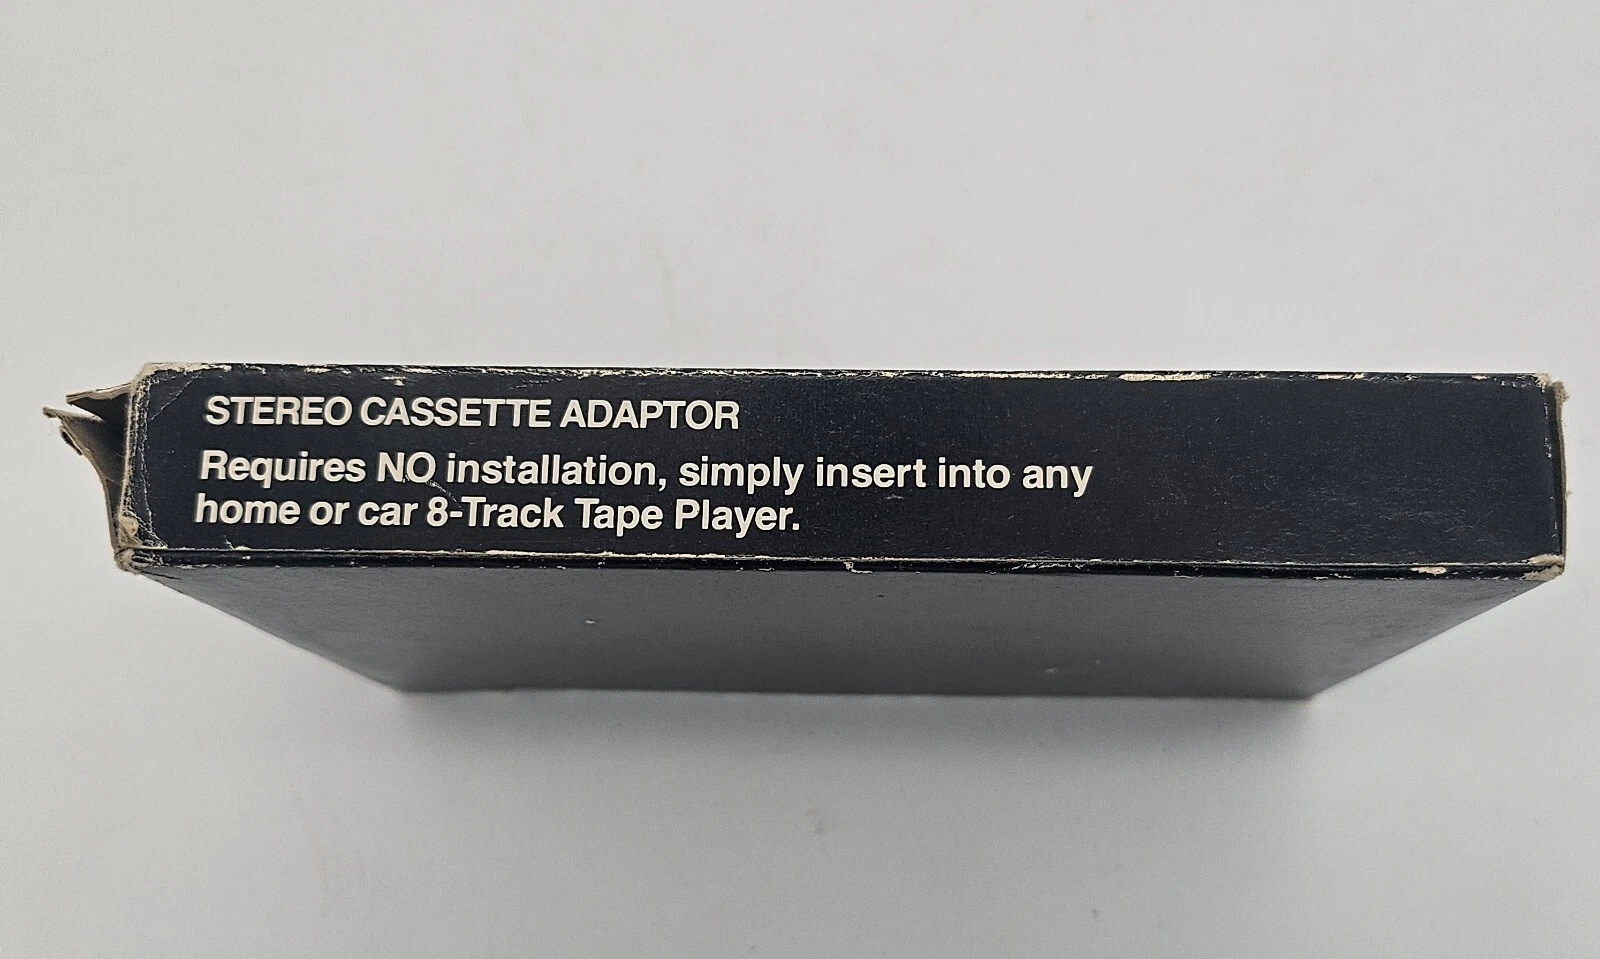 STEREO CASSETTE ADAPTOR
Requires NO installation, simply insert into any
home or car 8-Track Tape Player.